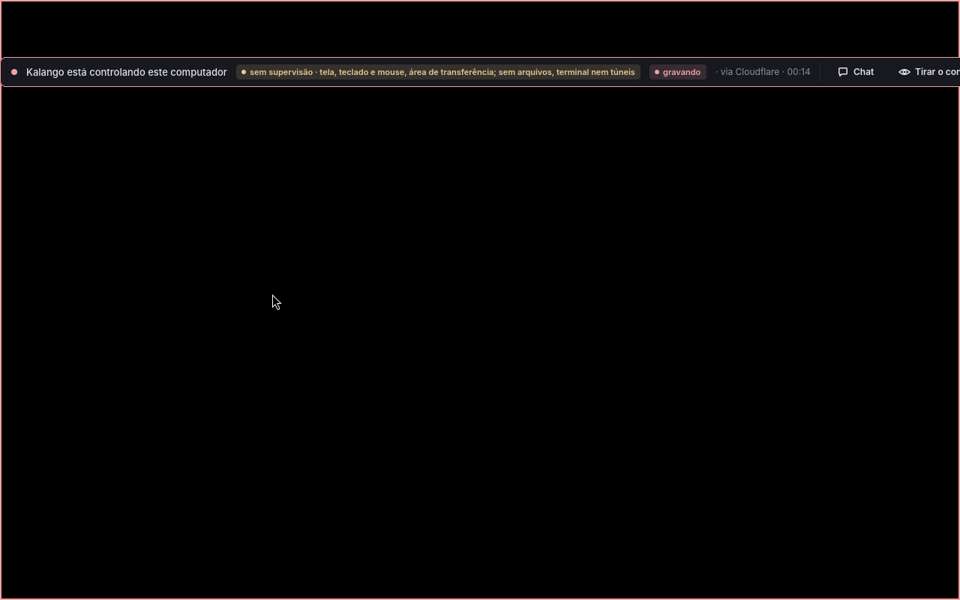 Kalango está controlando este computador sem supervisão · tela, teclado e mouse, área de transferência; sem arquivos, terminal nem túneis gravando · via Cloudflare · 00:14 Chat Tirar o